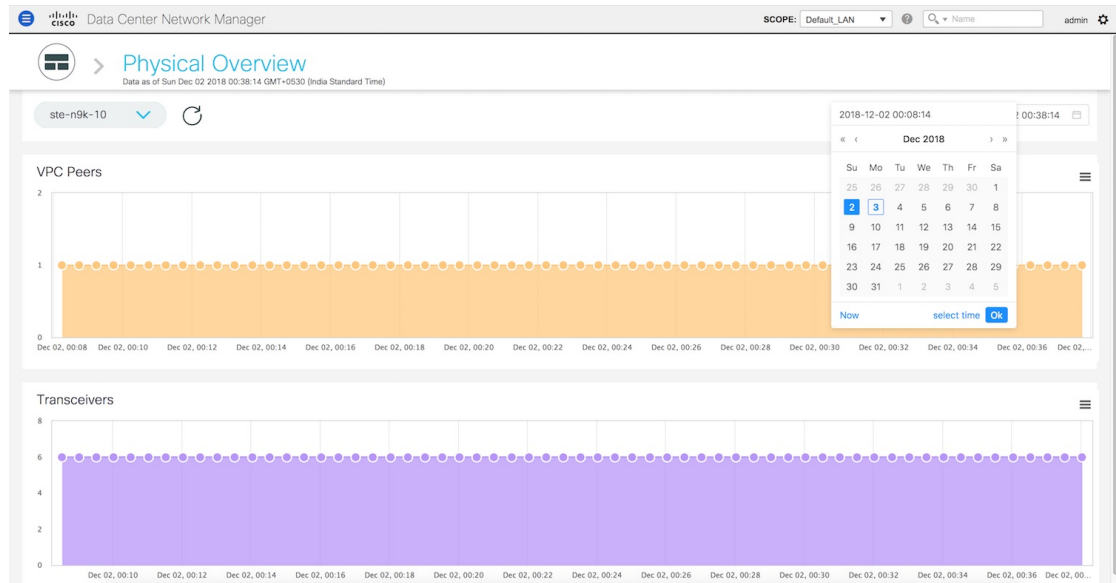 CISCO Data Center Network Manager SCOPE: Default_LAN Name admin
Physical Overview
Data as of Sun Dec 02 2018 00:38:14 GMT+0530 (India Standard Time)
ste-n9k-10 2018-12-02 00:08:14 00:38:14
« ‹ Dec 2018 › »
Su Mo Tu We Th Fr Sa
25 26 27 28 29 30 1
2 3 4 5 6 7 8
9 10 11 12 13 14 15
16 17 18 19 20 21 22
23 24 25 26 27 28 29
30 31 1 2 3 4 5
Now select time Ok
VPC Peers
2
1
0
Dec 02, 00:08 Dec 02, 00:10 Dec 02, 00:12 Dec 02, 00:14 Dec 02, 00:16 Dec 02, 00:18 Dec 02, 00:20 Dec 02, 00:22 Dec 02, 00:24 Dec 02, 00:26 Dec 02, 00:28 Dec 02, 00:30 Dec 02, 00:32 Dec 02, 00:34 Dec 02, 00:36 Dec 02,...
Transceivers
8
6
4
2
0
Dec 02, 00:10 Dec 02, 00:12 Dec 02, 00:14 Dec 02, 00:16 Dec 02, 00:18 Dec 02, 00:20 Dec 02, 00:22 Dec 02, 00:24 Dec 02, 00:26 Dec 02, 00:28 Dec 02, 00:30 Dec 02, 00:32 Dec 02, 00:34 Dec 02, 00:36 Dec 02, 00...